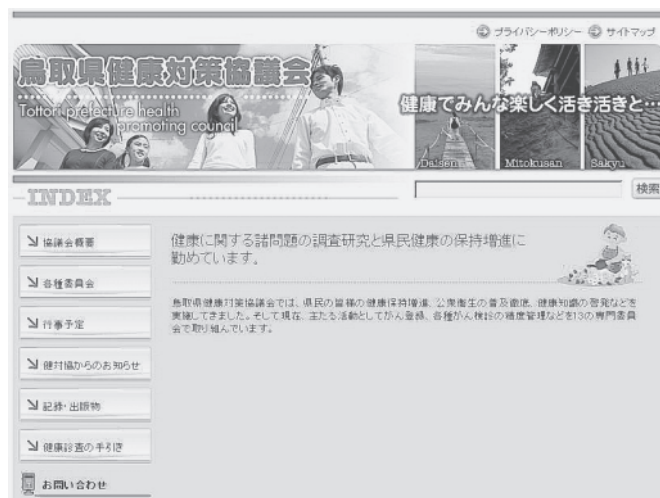 プライバシーポリシー サイトマップ
鳥取県健康対策協議会
Tottori prefecture health
promoting council
健康でみんな楽しく活き活きと…
Daisen Mitokusan Sakyu
INDEX
検索
協議会概要
各種委員会
行事予定
健対協からのお知らせ
記録・出版物
健康診査の手引き
お問い合わせ
健康に関する諸問題の調査研究と県民健康の保持増進に
勤めています。
鳥取県健康対策協議会では、県民の皆様の健康保持増進、公衆衛生の普及徹底、健康知識の啓発などを
実施してきました。そして現在、主たる活動としてがん登録、各種がん検診の精度管理などを13の専門委員
会で取り組んでいます。